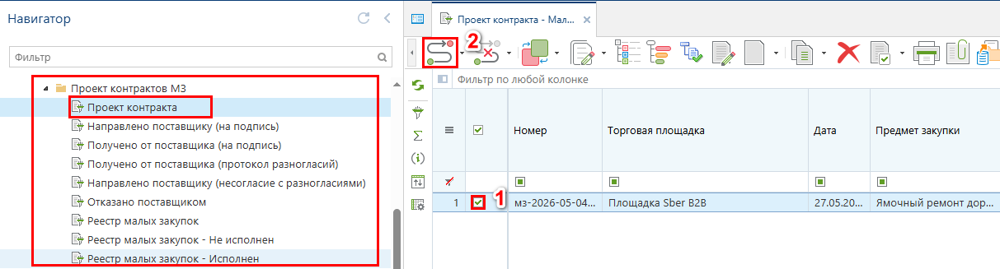 Навигатор
Фильтр
Проект контрактов МЗ
Проект контракта
Направлено поставщику (на подпись)
Получено от поставщика (на подпись)
Получено от поставщика (протокол разногласий)
Направлено поставщику (несогласие с разногласиями)
Отказано поставщиком
Реестр малых закупок
Реестр малых закупок - Не исполнен
Реестр малых закупок - Исполнен
Проект контракта - Мал...
2
Фильтр по любой колонке
Номер Торговая площадка Дата Предмет закупки
1 мз-2026-05-04... Площадка Sber B2B 27.05.20... Ямочный ремонт дор...
1